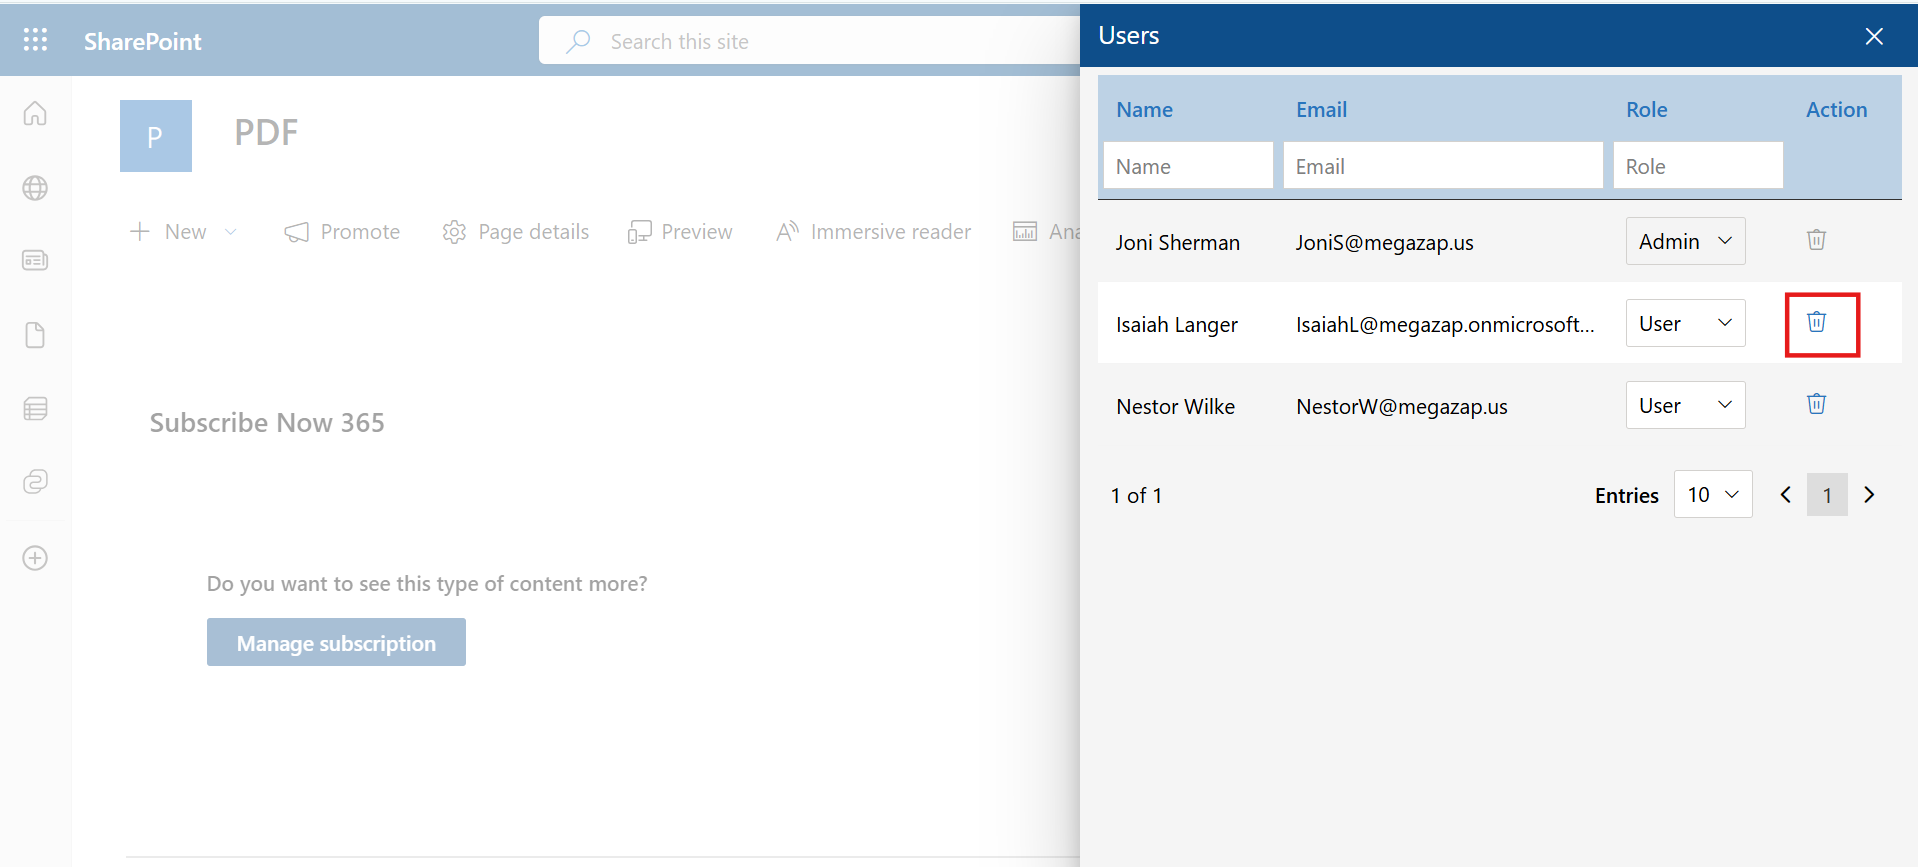 SharePoint
Search this site
P
PDF
New
Promote
Page details
Preview
Immersive reader
Ana
Subscribe Now 365
Do you want to see this type of content more?
Manage subscription
Users
Name Email Role Action
Name Email Role
Joni Sherman JoniS@megazap.us Admin
Isaiah Langer IsaiahL@megazap.onmicrosoft... User
Nestor Wilke NestorW@megazap.us User
1 of 1 Entries 10 1